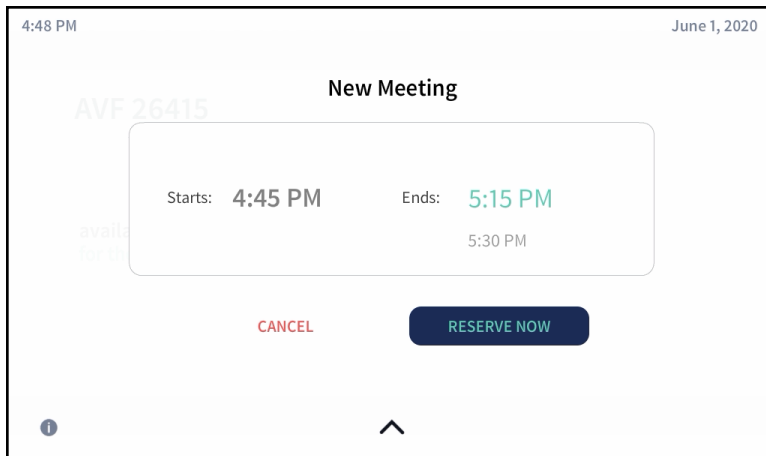 4:48 PM June 1, 2020
New Meeting
AVF 26415
Starts: 4:45 PM Ends: 5:15 PM
5:30 PM
availa
CANCEL RESERVE NOW
i